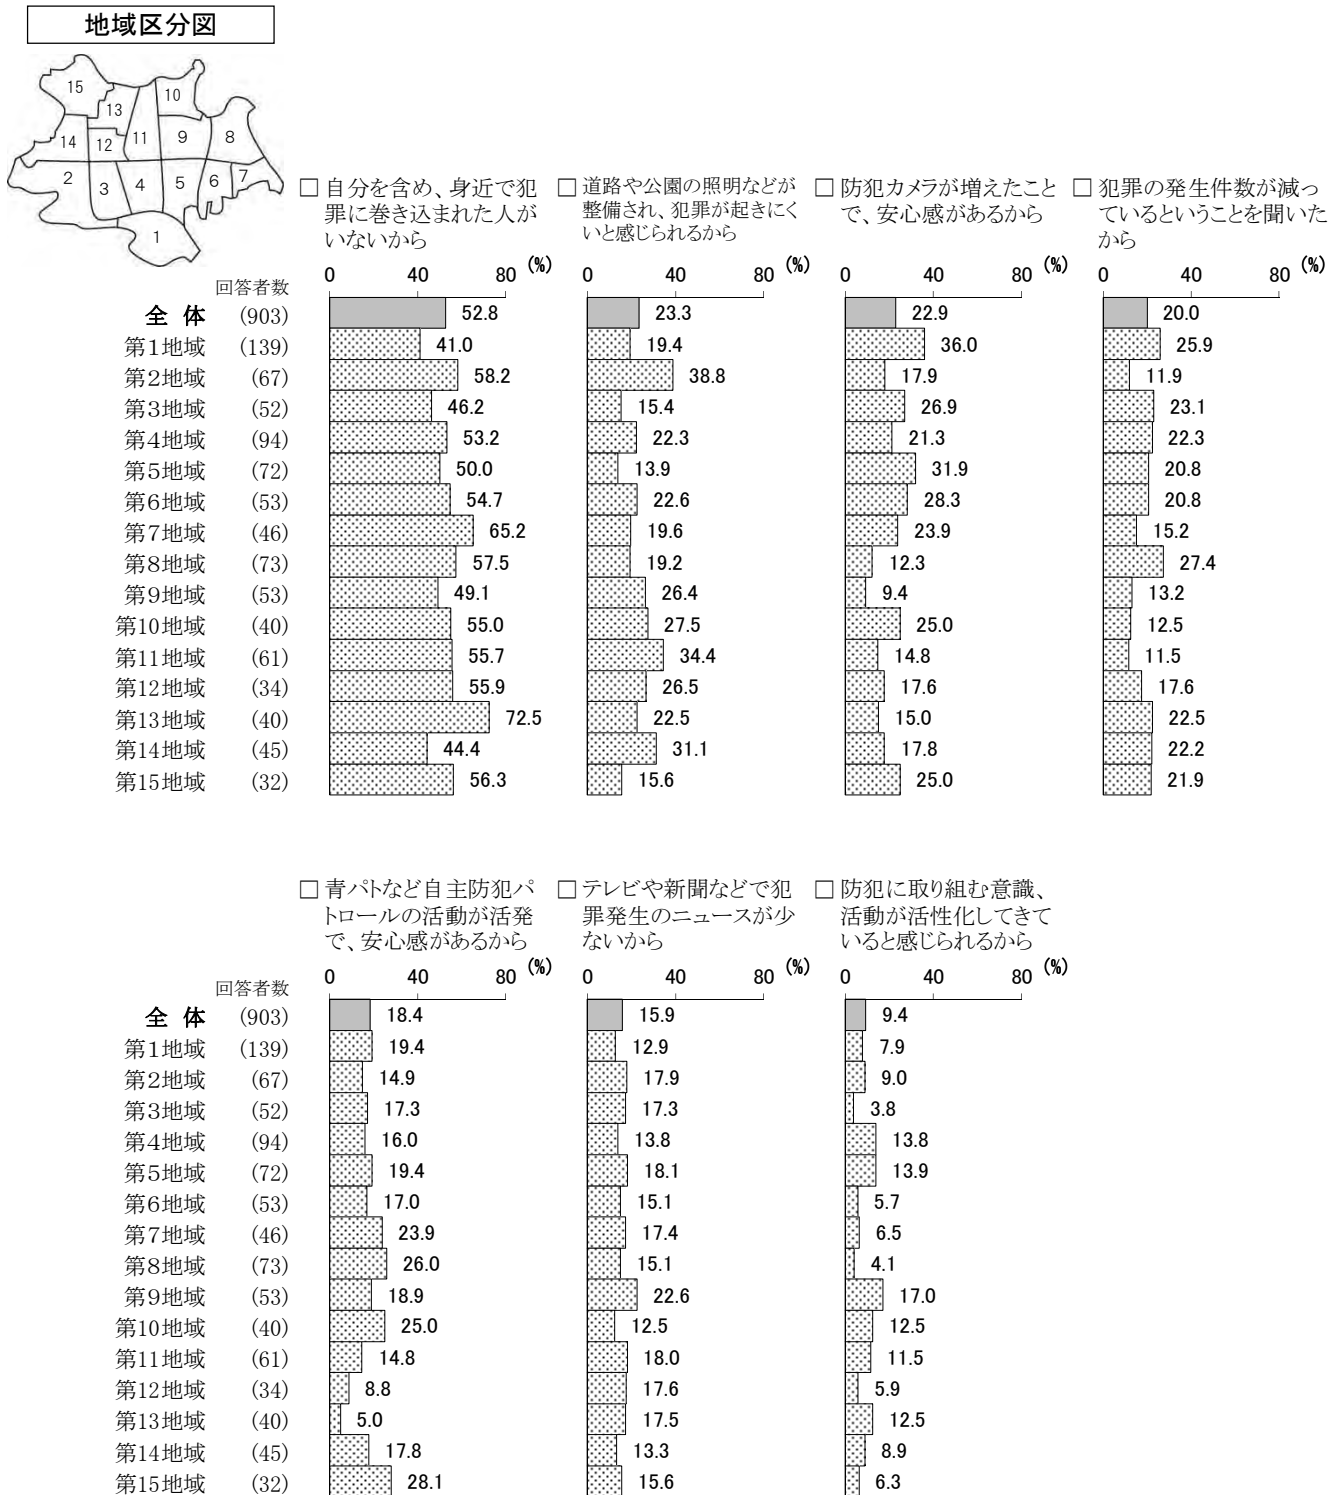 地域区分図
15
10
13
14
12
11
9
8
2
3
4
5
6
7
1
□ 自分を含め、身近で犯
罪に巻き込まれた人が
いないから
□ 道路や公園の照明などが
整備され、犯罪が起きにく
いと感じられるから
□ 防犯カメラが増えたこと
で、安心感があるから
□ 犯罪の発生件数が減っ
ているということを聞いた
から
0 40 80 (%) 0 40 80 (%) 0 40 80 (%) 0 40 80 (%)
回答者数
全 体 (903) 52.8 23.3 22.9 20.0
第1地域 (139) 41.0 19.4 36.0 25.9
第2地域 (67) 58.2 38.8 17.9 11.9
第3地域 (52) 46.2 15.4 26.9 23.1
第4地域 (94) 53.2 22.3 21.3 22.3
第5地域 (72) 50.0 13.9 31.9 20.8
第6地域 (53) 54.7 22.6 28.3 20.8
第7地域 (46) 65.2 19.6 23.9 15.2
第8地域 (73) 57.5 19.2 12.3 27.4
第9地域 (53) 49.1 26.4 9.4 13.2
第10地域 (40) 55.0 27.5 25.0 12.5
第11地域 (61) 55.7 34.4 14.8 11.5
第12地域 (34) 55.9 26.5 17.6 17.6
第13地域 (40) 72.5 22.5 15.0 22.5
第14地域 (45) 44.4 31.1 17.8 22.2
第15地域 (32) 56.3 15.6 25.0 21.9
□ 青パトなど自主防犯パ
トロールの活動が活発
で、安心感があるから
□ テレビや新聞などで犯
罪発生のニュースが少
ないから
□ 防犯に取り組む意識、
活動が活性化してきて
いると感じられるから
0 40 80 (%) 0 40 80 (%) 0 40 80 (%)
回答者数
全 体 (903) 18.4 15.9 9.4
第1地域 (139) 19.4 12.9 7.9
第2地域 (67) 14.9 17.9 9.0
第3地域 (52) 17.3 17.3 3.8
第4地域 (94) 16.0 13.8 13.8
第5地域 (72) 19.4 18.1 13.9
第6地域 (53) 17.0 15.1 5.7
第7地域 (46) 23.9 17.4 6.5
第8地域 (73) 26.0 15.1 4.1
第9地域 (53) 18.9 22.6 17.0
第10地域 (40) 25.0 12.5 12.5
第11地域 (61) 14.8 18.0 11.5
第12地域 (34) 8.8 17.6 5.9
第13地域 (40) 5.0 17.5 12.5
第14地域 (45) 17.8 13.3 8.9
第15地域 (32) 28.1 15.6 6.3